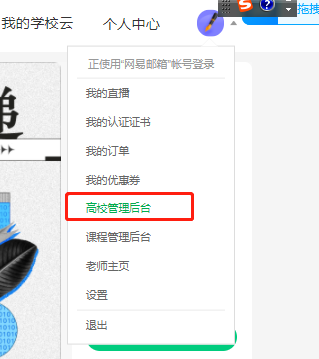 我的学校云 个人中心
拖拽
正使用“网易邮箱”帐号登录
我的直播
我的认证证书
我的订单
我的优惠券
高校管理后台
课程管理后台
老师主页
设置
退出